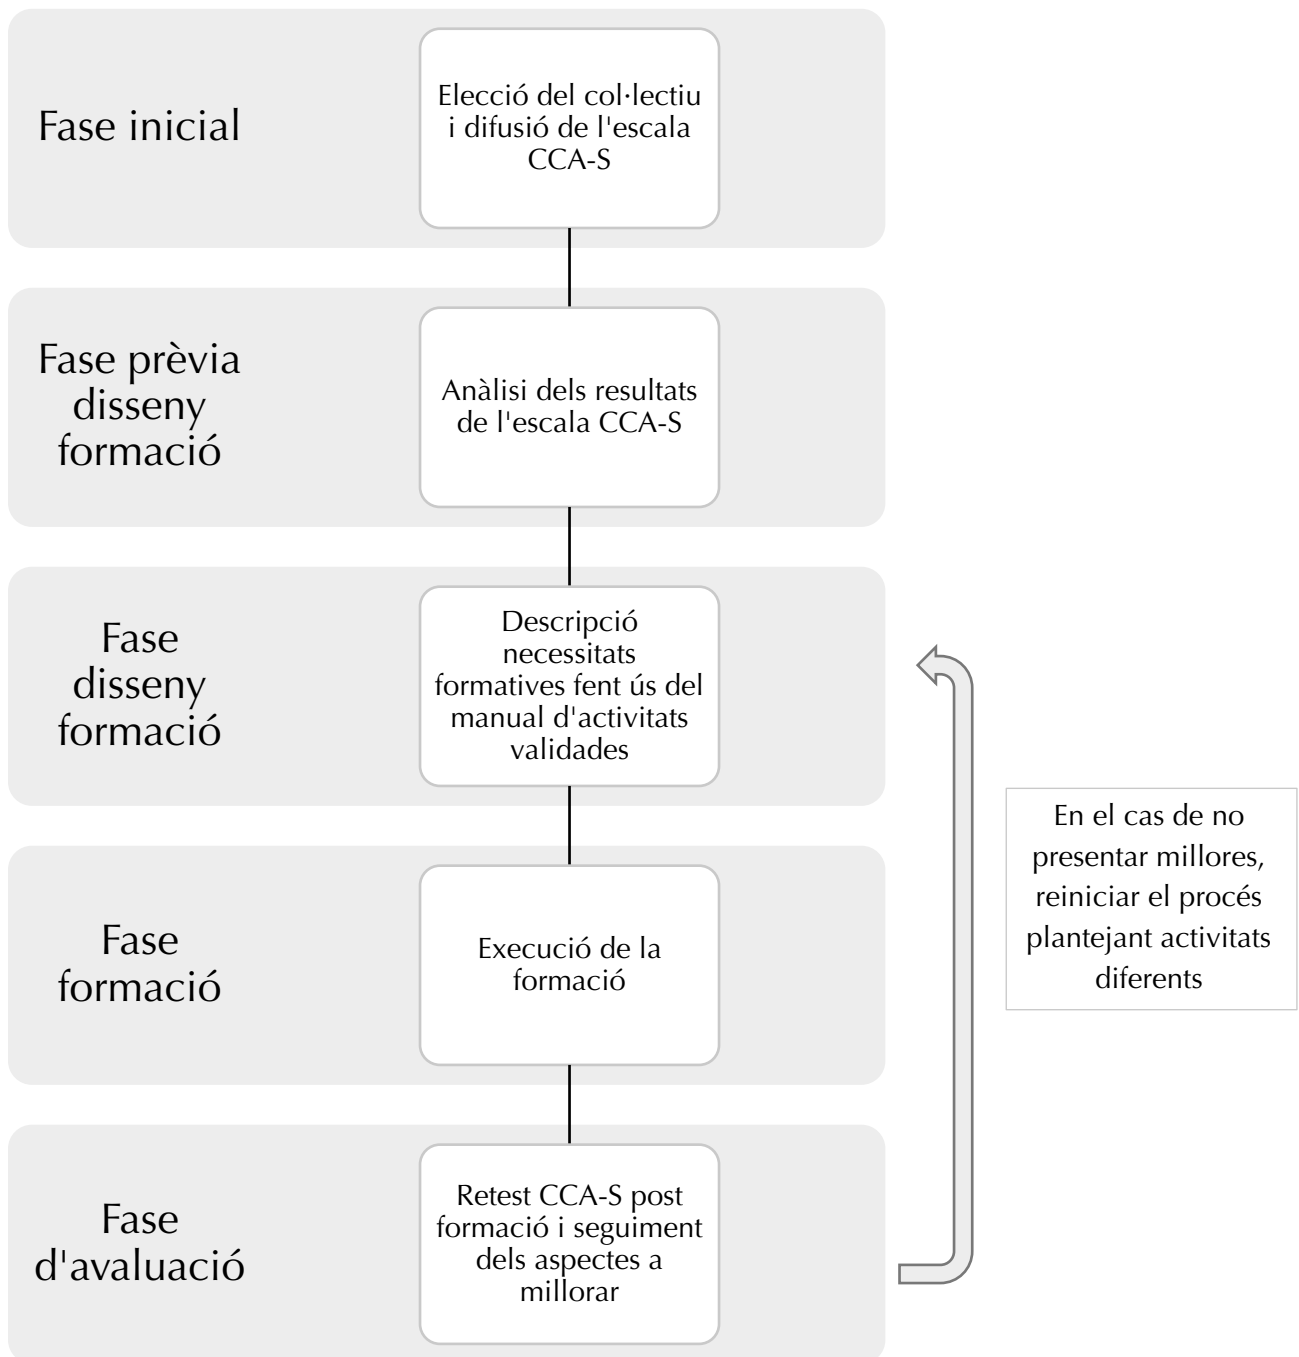 Fase inicial
Elecció del col·lectiu
i difusió de l'escala
CCA-S
Fase prèvia
disseny
formació
Anàlisi dels resultats
de l'escala CCA-S
Fase
disseny
formació
Descripció
necessitats
formatives fent ús del
manual d'activitats
validades
En el cas de no
presentar millores,
reiniciar el procés
plantejant activitats
diferents
Fase
formació
Execució de la
formació
Fase
d'avaluació
Retest CCA-S post
formació i seguiment
dels aspectes a
millorar